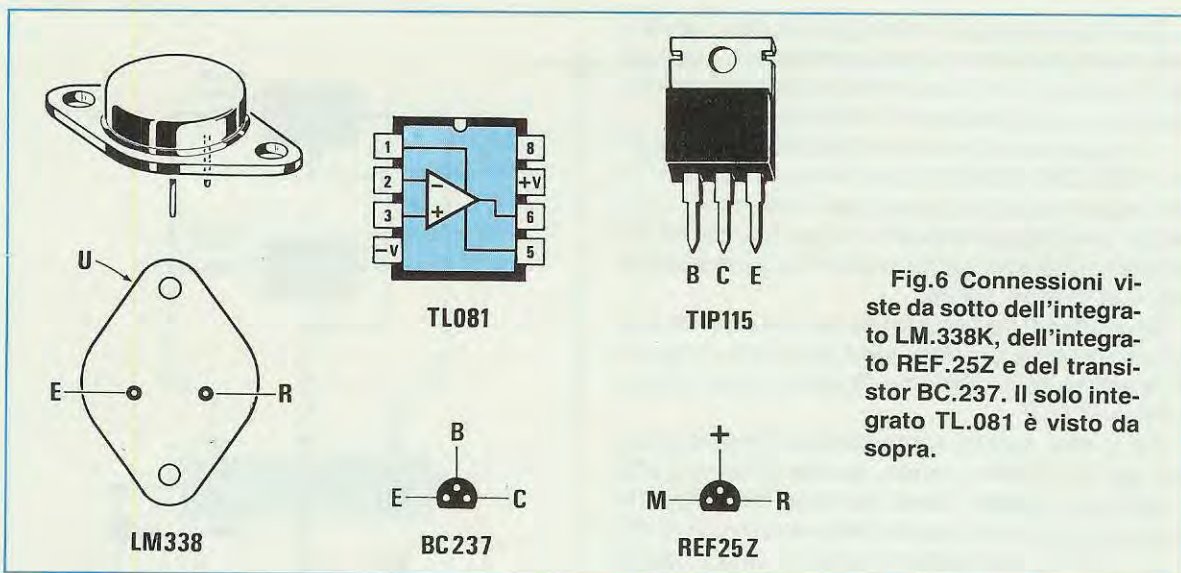 U
E
R
LM338
1
2
3
-V
8
+V
6
5
-
+
TL081
B C E
TIP115
B
E
C
BC237
+
M
R
REF25Z
Fig.6 Connessioni vi-
ste da sotto dell'integra-
to LM.338K, dell'integra-
to REF.25Z e del transi-
stor BC.237. Il solo inte-
grato TL.081 è visto da
sopra.